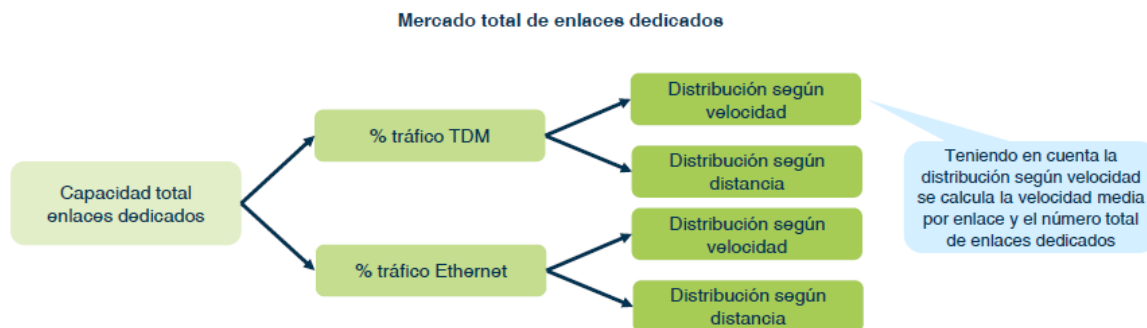 Mercado total de enlaces dedicados
Capacidad total
enlaces dedicados
% tráfico TDM
% tráfico Ethernet
Distribución según
velocidad
Distribución según
distancia
Distribución según
velocidad
Distribución según
distancia
Teniendo en cuenta la
distribución según velocidad
se calcula la velocidad media
por enlace y el número total
de enlaces dedicados